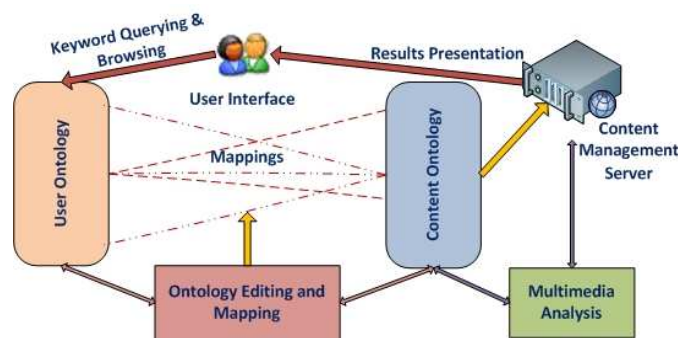 Keyword Querying &
Browsing
Results Presentation
User Interface
User Ontology
Mappings
Content Ontology
Content
Management
Server
Ontology Editing and
Mapping
Multimedia
Analysis